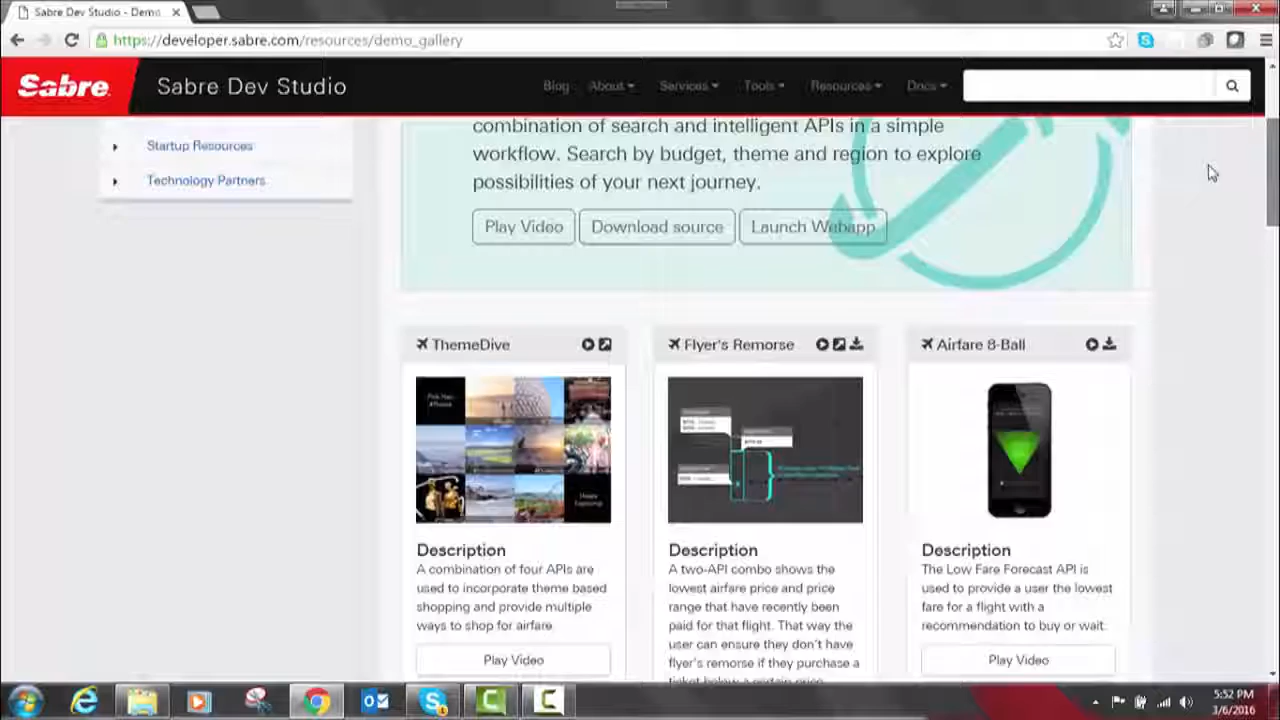 Sabre Dev Studio - Demo
https://developer.sabre.com/resources/demo_gallery
Sabre. Sabre Dev Studio Blog About Services Tools Resources Docs
combination of search and intelligent APIs in a simple
workflow. Search by budget, theme and region to explore
possibilities of your next journey.
Startup Resources
Technology Partners
Play Video Download source Launch Webapp
ThemeDive
Description
A combination of four APIs are
used to incorporate theme based
shopping and provide multiple
ways to shop for airfare.
Play Video
Flyer's Remorse
Description
A two-API combo shows the
lowest airfare price and price
range that have recently been
paid for that flight. That way the
user can ensure they don't have
flyer's remorse if they purchase a
ticket below a certain price
Airfare 8-Ball
Description
The Low Fare Forecast API is
used to provide a user the lowest
fare for a flight with a
recommendation to buy or wait.
Play Video
5:52 PM
3/6/2016